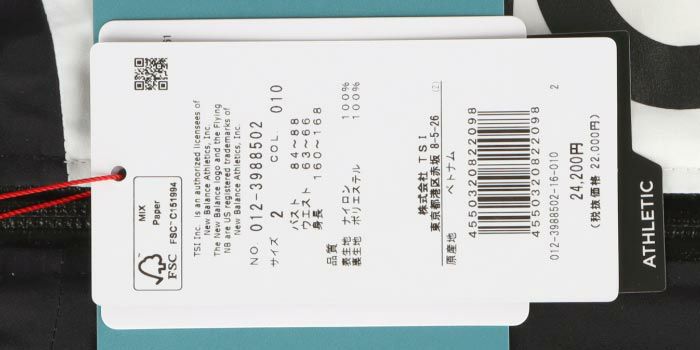 MIX
Paper
FSC
FSC™ C151994
TSI Inc. is an authorized licensees of
New Balance Athletics, Inc.
The New Balance logo and the Flying
NB are US registered trademarks of
New Balance Athletics, Inc.
NO 012-3988502
サイズ 2 COL 010
バスト 84~88
ウエスト 63~66
身長 160~168
品質
表生地 ナイロン 100%
裏生地 ポリエステル 100%
株式会社 TSI
東京都港区赤坂 8-5-26 (2)
原産地 ベトナム
4550320822098
4550320822098
012-3988502-16-010 2
24,200円
(税抜価格 22,000円)
ATHLETIC